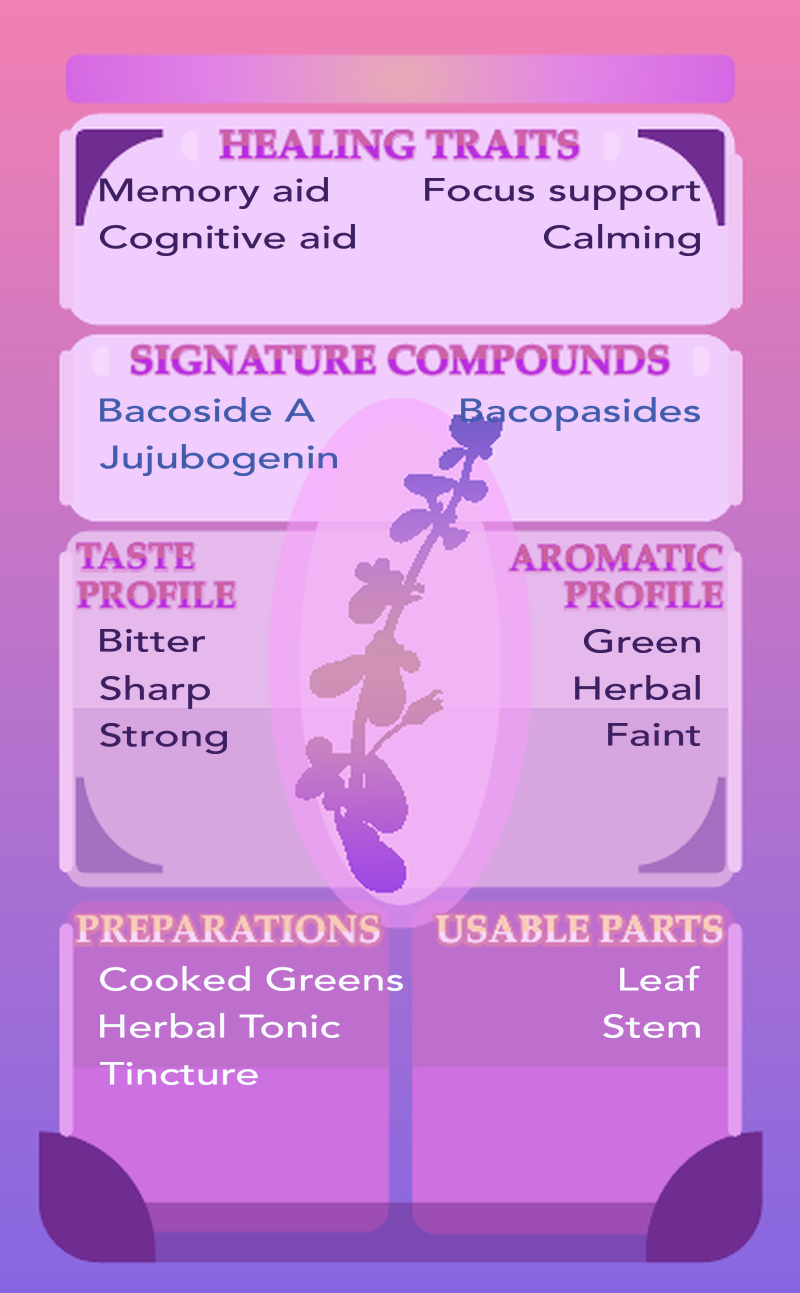 HEALING TRAITS
Memory aid Focus support
Cognitive aid Calming
SIGNATURE COMPOUNDS
Bacoside A Bacopasides
Jujubogenin
TASTE
PROFILE
Bitter
Sharp
Strong
AROMATIC
PROFILE
Green
Herbal
Faint
PREPARATIONS
Cooked Greens
Herbal Tonic
Tincture
USABLE PARTS
Leaf
Stem